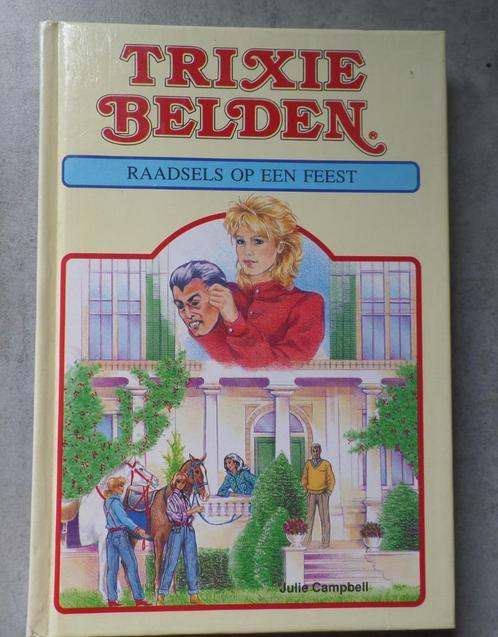 TRIXIE
BELDEN®
RAADSELS OP EEN FEEST
Julie Campbell